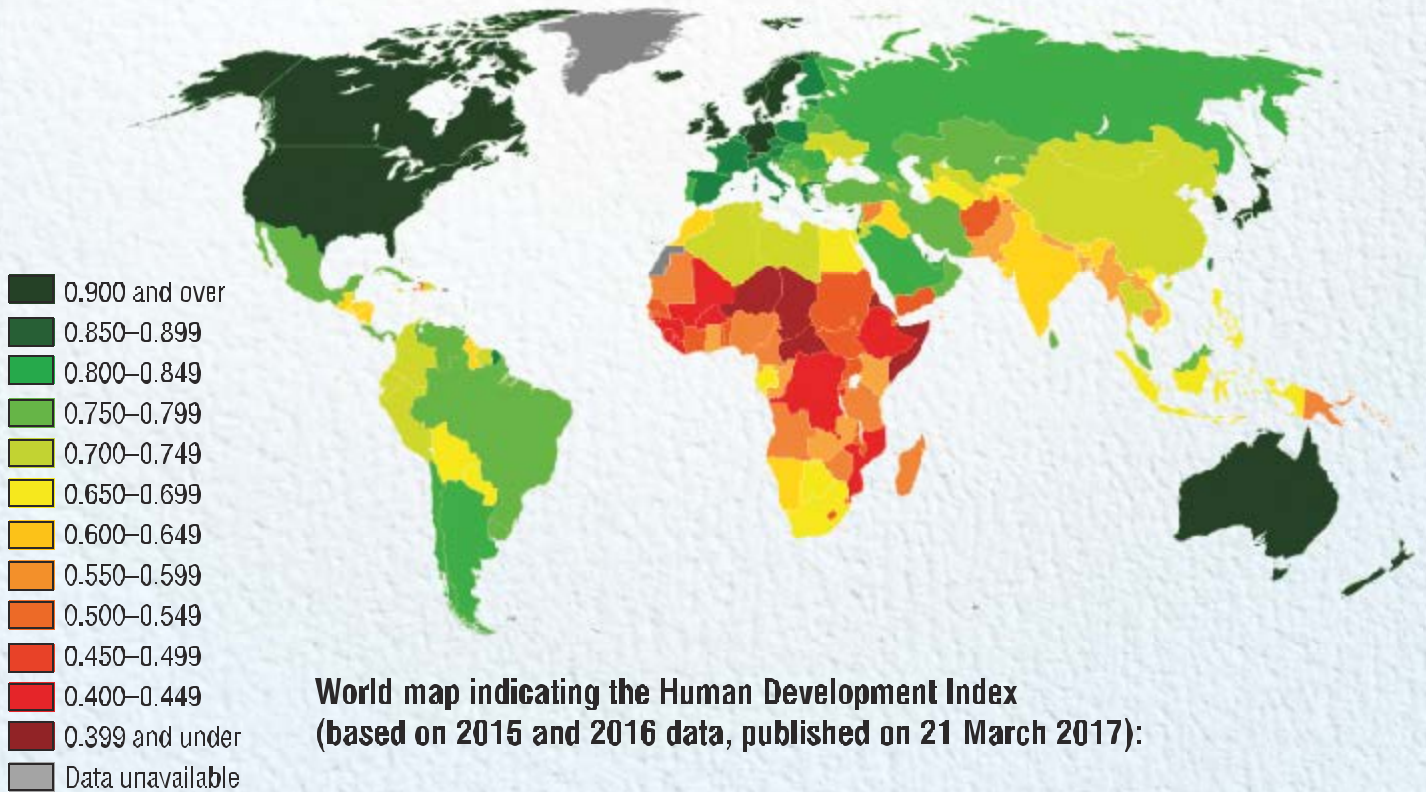 0.900 and over
0.850–0.899
0.800–0.849
0.750–0.799
0.700–0.749
0.650–0.699
0.600–0.649
0.550–0.599
0.500–0.549
0.450–0.499
0.400–0.449
0.399 and under
Data unavailable
World map indicating the Human Development Index
(based on 2015 and 2016 data, published on 21 March 2017):